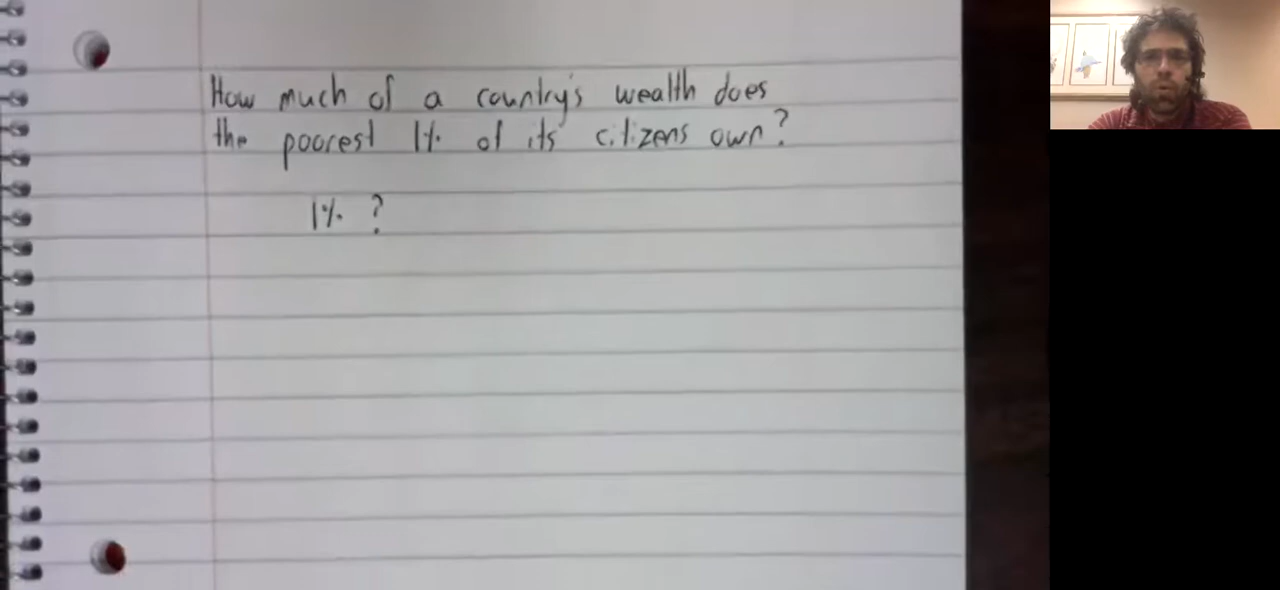 How much of a country's wealth does
the poorest 1% of its citizens own?
1% ?